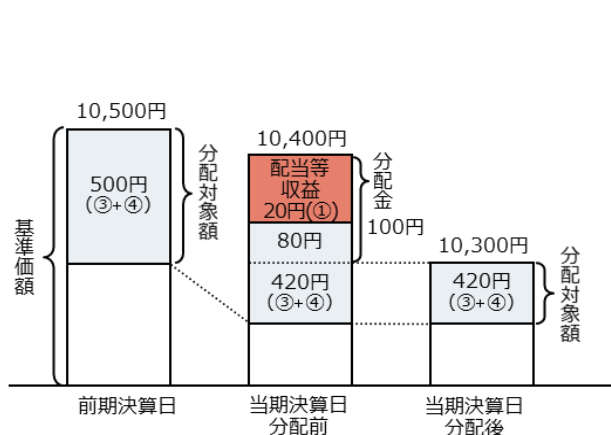 10,500円
500円
(③+④)
分配対象額
基準価額
10,400円
配当等
収益
20円(①)
80円
420円
(③+④)
分配金
100円
10,300円
420円
(③+④)
分配対象額
前期決算日
当期決算日
分配前
当期決算日
分配後